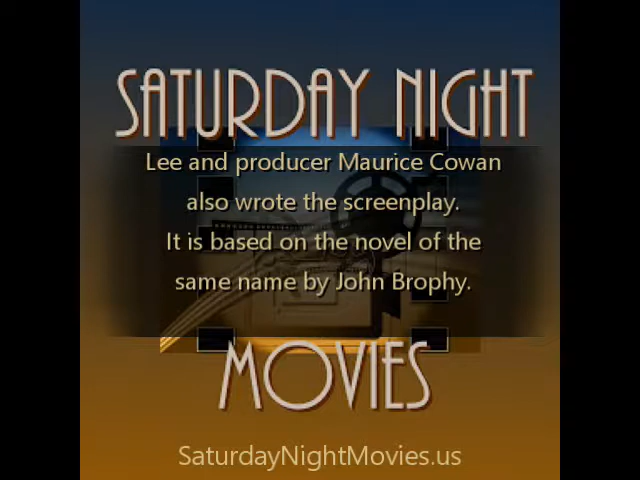 SATURDAY NIGHT
Lee and producer Maurice Cowan
also wrote the screenplay.
It is based on the novel of the
same name by John Brophy.
MOVIES
SaturdayNightMovies.us